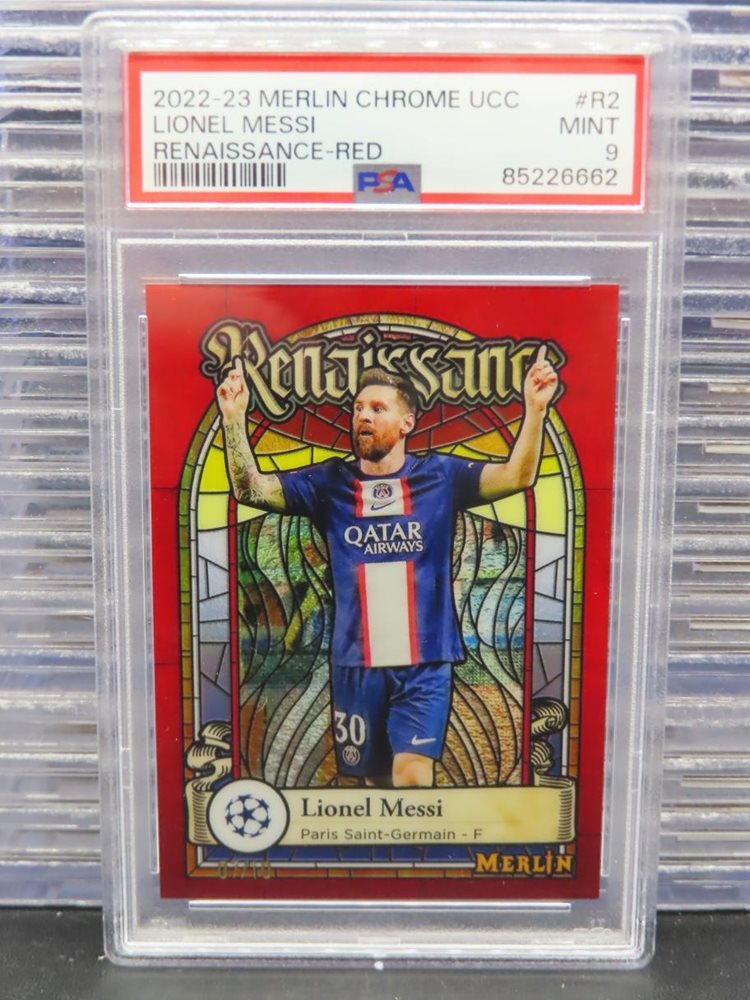 2022-23 MERLIN CHROME UCC #R2
LIONEL MESSI MINT
RENAISSANCE-RED 9
PSA 85226662
Renaissance
QATAR
AIRWAYS
30
Lionel Messi
Paris Saint-Germain - F
MERLIN